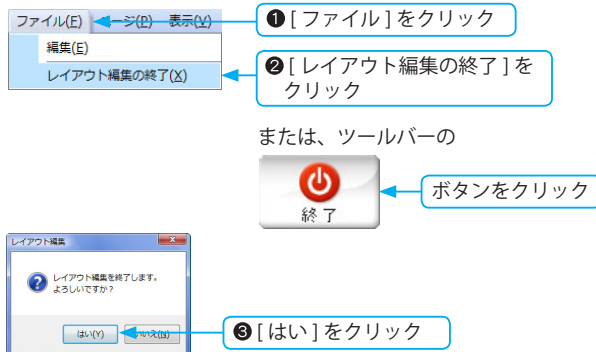 ファイル(F) ージ(P) 表示(V)
❶[ファイル]をクリック
編集(E)
レイアウト編集の終了(X)
❷[レイアウト編集の終了]を
クリック
または、ツールバーの
終了
ボタンをクリック
レイアウト編集
レイアウト編集を終了します。
よろしいですか？
はい(Y) いいえ(N)
❸[はい]をクリック